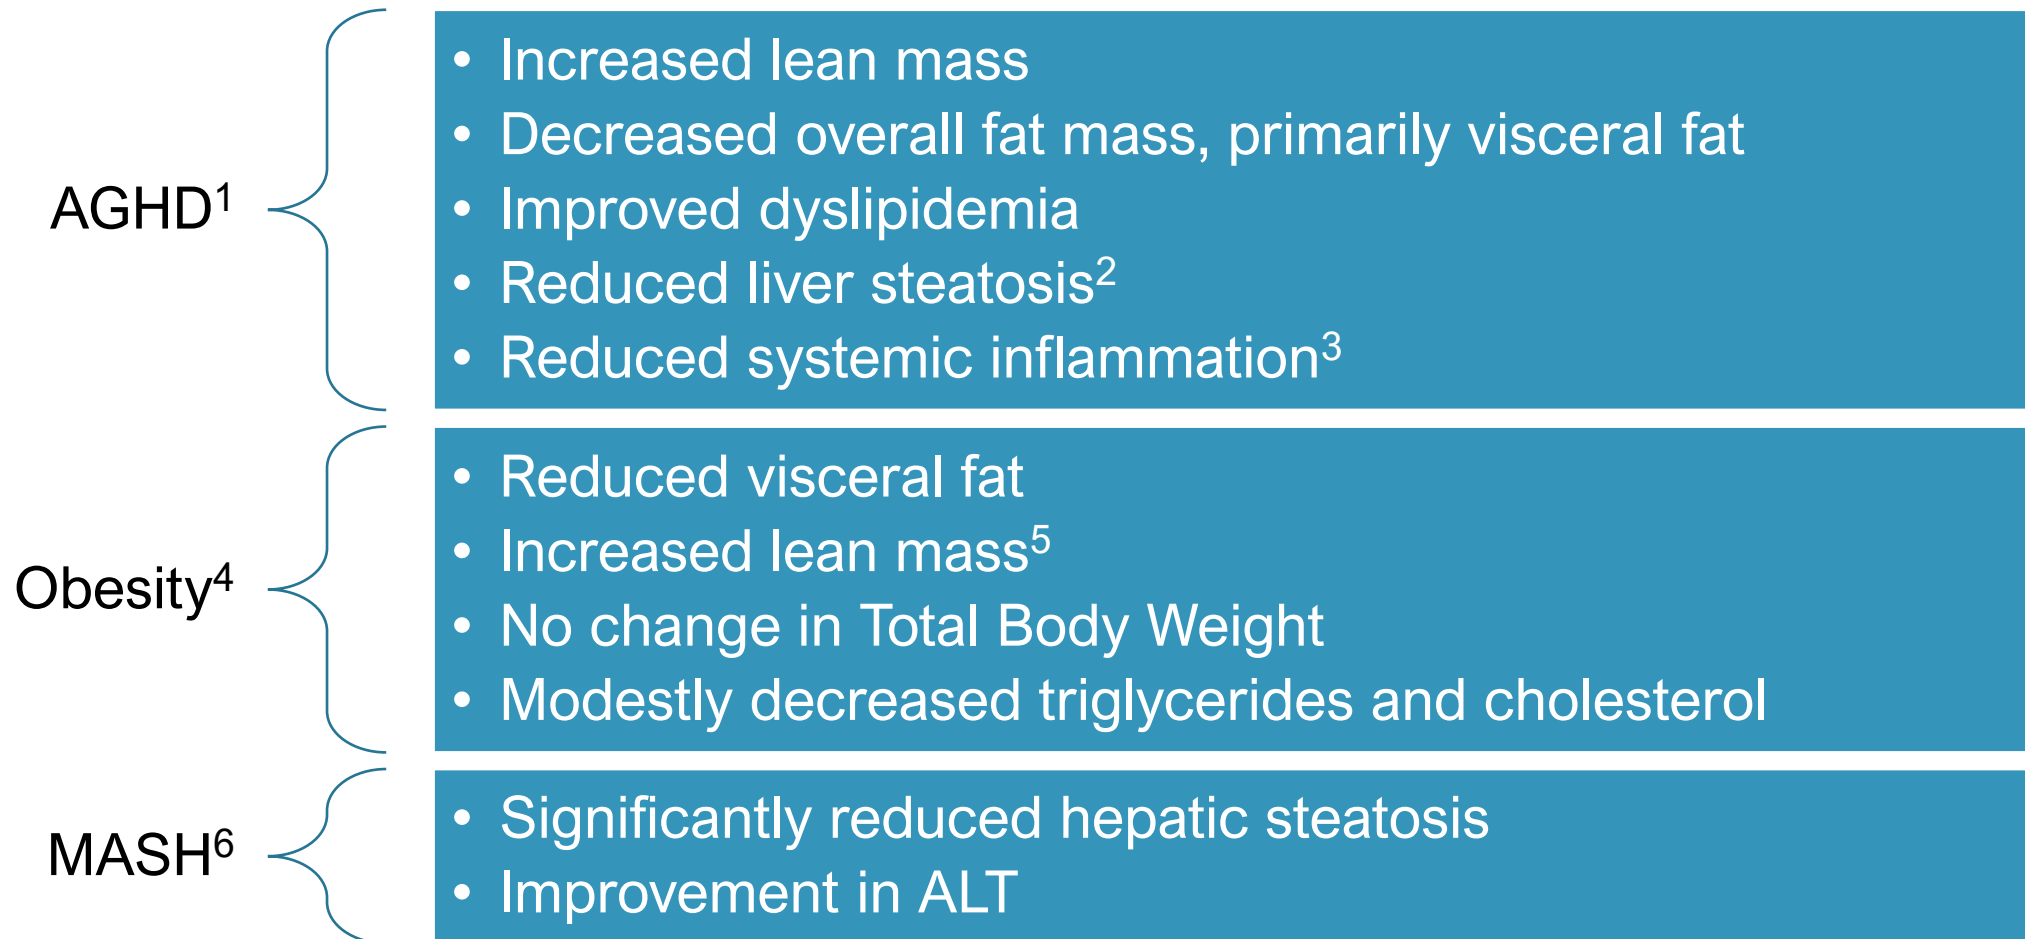 AGHD¹
• Increased lean mass
• Decreased overall fat mass, primarily visceral fat
• Improved dyslipidemia
• Reduced liver steatosis²
• Reduced systemic inflammation³
Obesity⁴
• Reduced visceral fat
• Increased lean mass⁵
• No change in Total Body Weight
• Modestly decreased triglycerides and cholesterol
MASH⁶
• Significantly reduced hepatic steatosis
• Improvement in ALT